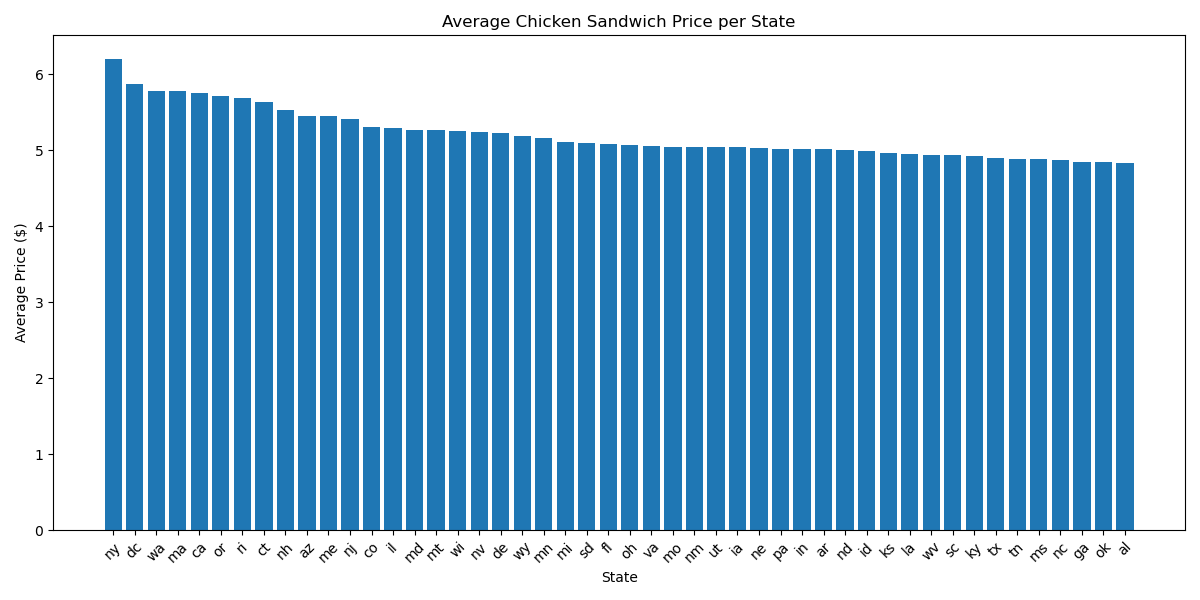 Average Chicken Sandwich Price per State
Average Price ($)
6
5
4
3
2
1
0
ny dc wa ma ca or ri ct nh az me nj co il md mt wi nv de wy mn mi sd fl oh va mo nm ut ia ne pa in ar nd id ks la wv sc ky tx tn ms nc ga ok al
State